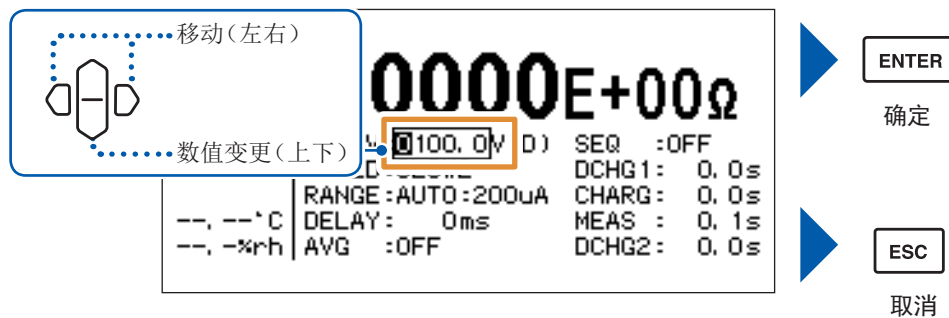 移动(左右)
数值变更(上下)
0000E+00Ω
0100.0V D) SEQ :OFF
DCHG1: 0.0s
RANGE:AUTO:200uA CHARG: 0.0s
--.--°C DELAY: 0ms MEAS : 0.1s
--.-%rh AVG :OFF DCHG2: 0.0s
ENTER
确定
ESC
取消